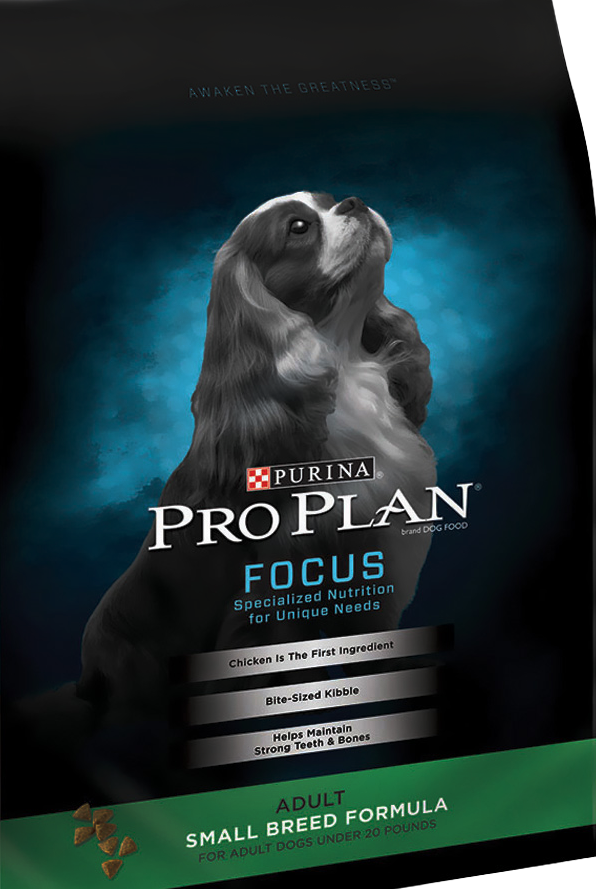 AWAKEN THE GREATNESS™
PURINA®
PRO PLAN®
brand DOG FOOD
FOCUS
Specialized Nutrition
for Unique Needs
Chicken Is The First Ingredient
Bite-Sized Kibble
Helps Maintain
Strong Teeth & Bones
ADULT
SMALL BREED FORMULA
FOR ADULT DOGS UNDER 20 POUNDS